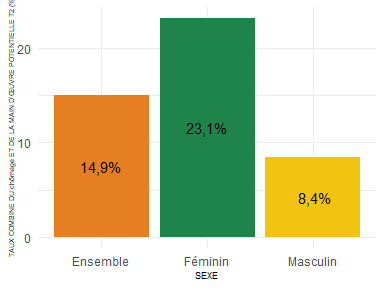 TAUX COMBINE DU chômage ET DE LA MAIN D'ŒUVRE POTENTIELLE T2 (%
20
10
0
23,1%
14,9%
8,4%
Ensemble
Féminin
Masculin
SEXE